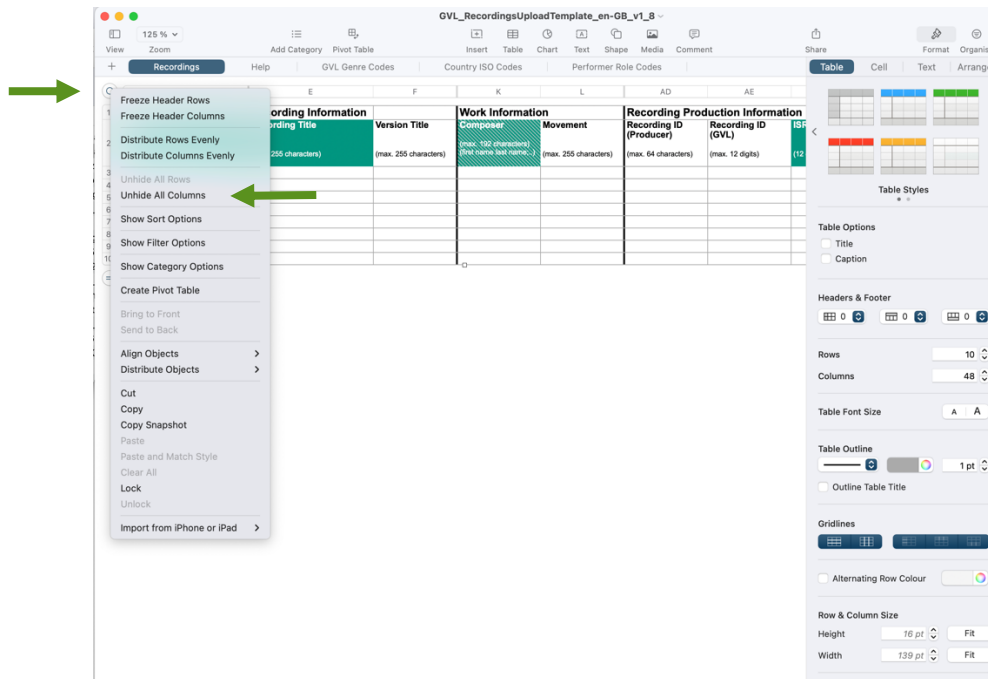 GVL_RecordingsUploadTemplate_en-GB_v1_8
125 %
View Zoom Add Category Pivot Table Insert Table Chart Text Shape Media Comment Share Format
Recordings Help GVL Genre Codes Country ISO Codes Performer Role Codes Table Cell Text Arrange
E F K L AD AE
Freeze Header Rows
Freeze Header Columns
Distribute Rows Evenly
Distribute Columns Evenly
Unhide All Rows
Unhide All Columns
Show Sort Options
Show Filter Options
Show Category Options
Create Pivot Table
Bring to Front
Send to Back
Align Objects
Distribute Objects
Cut
Copy
Copy Snapshot
Paste
Paste and Match Style
Clear All
Lock
Unlock
Import from iPhone or iPad
Information Work Information Recording Production Information
Title Version Title Composer Movement Recording ID (Producer) Recording ID (GVL)
255 characters) (max. 255 characters) (max. 192 characters) (first name last name...) (max. 255 characters) (max. 64 characters) (max. 12 digits) (12
Table Styles
Table Options
Title
Caption
Headers & Footer
0 0 0
Rows 10
Columns 48
Table Font Size A A
Table Outline
1 pt
Outline Table Title
Gridlines
Alternating Row Colour
Row & Column Size
Height 16 pt Fit
Width 139 pt Fit